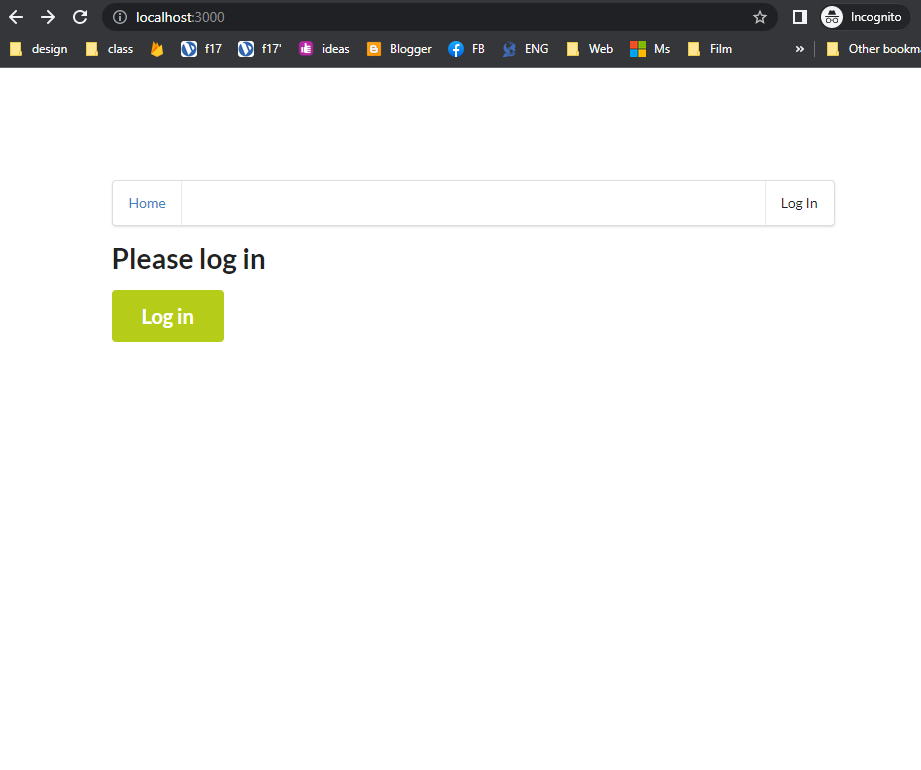 localhost:3000
Incognito
design class f17 f17' ideas Blogger FB ENG Web Ms Film » Other bookm
Home Log In
Please log in
Log in